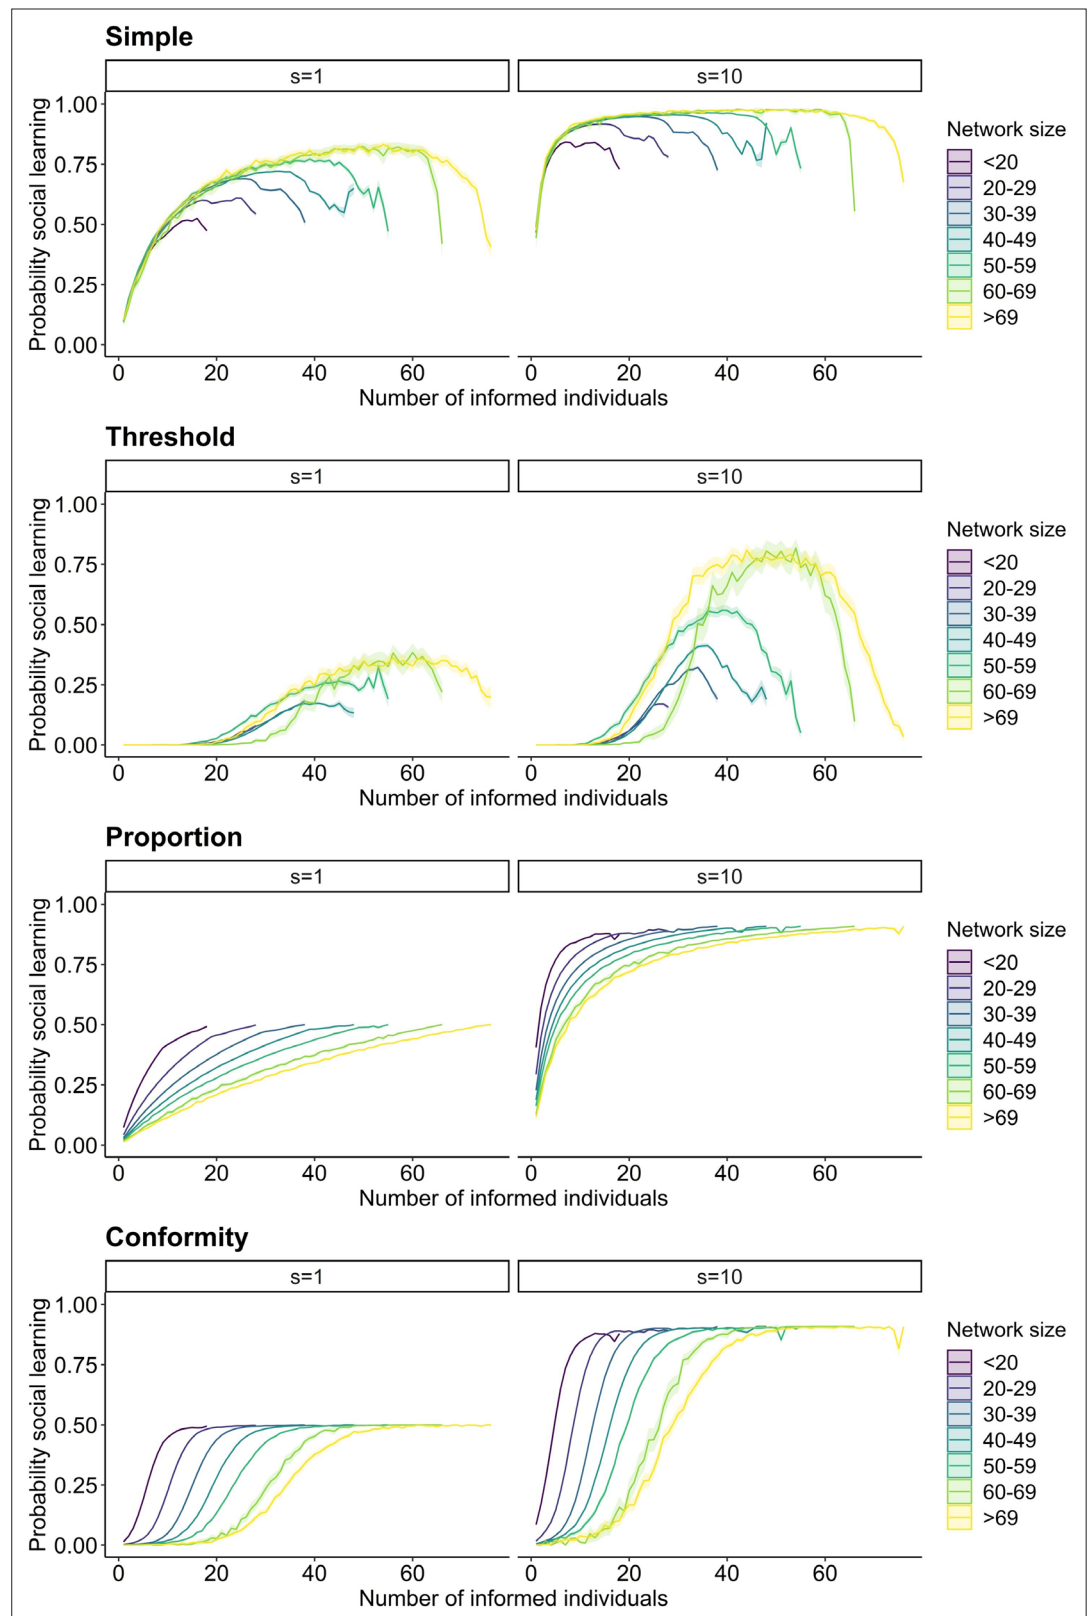 Simple
s=1
s=10
Probability social learning
1.00
0.75
0.50
0.25
0.00
0 20 40 60
0 20 40 60
Number of informed individuals
Network size
<20
20-29
30-39
40-49
50-59
60-69
>69
Threshold
s=1
s=10
Probability social learning
1.00
0.75
0.50
0.25
0.00
0 20 40 60
0 20 40 60
Number of informed individuals
Network size
<20
20-29
30-39
40-49
50-59
60-69
>69
Proportion
s=1
s=10
Probability social learning
1.00
0.75
0.50
0.25
0.00
0 20 40 60
0 20 40 60
Number of informed individuals
Network size
<20
20-29
30-39
40-49
50-59
60-69
>69
Conformity
s=1
s=10
Probability social learning
1.00
0.75
0.50
0.25
0.00
0 20 40 60
0 20 40 60
Number of informed individuals
Network size
<20
20-29
30-39
40-49
50-59
60-69
>69